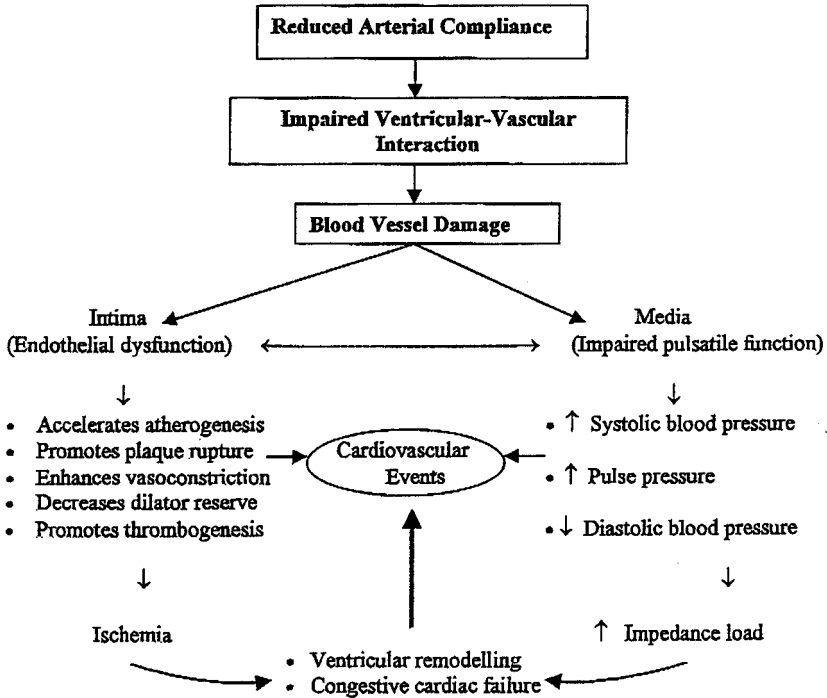 Reduced Arterial Compliance
Impaired Ventricular-Vascular
Interaction
Blood Vessel Damage
Intima
(Endothelial dysfunction)
Media
(Impaired pulsatile function)
↓
↓
• Accelerates atherogenesis
• Promotes plaque rupture
• Enhances vasoconstriction
• Decreases dilator reserve
• Promotes thrombogenesis
Cardiovascular
Events
• ↑ Systolic blood pressure
• ↑ Pulse pressure
• ↓ Diastolic blood pressure
↓
↓
Ischemia
↑ Impedance load
• Ventricular remodelling
• Congestive cardiac failure